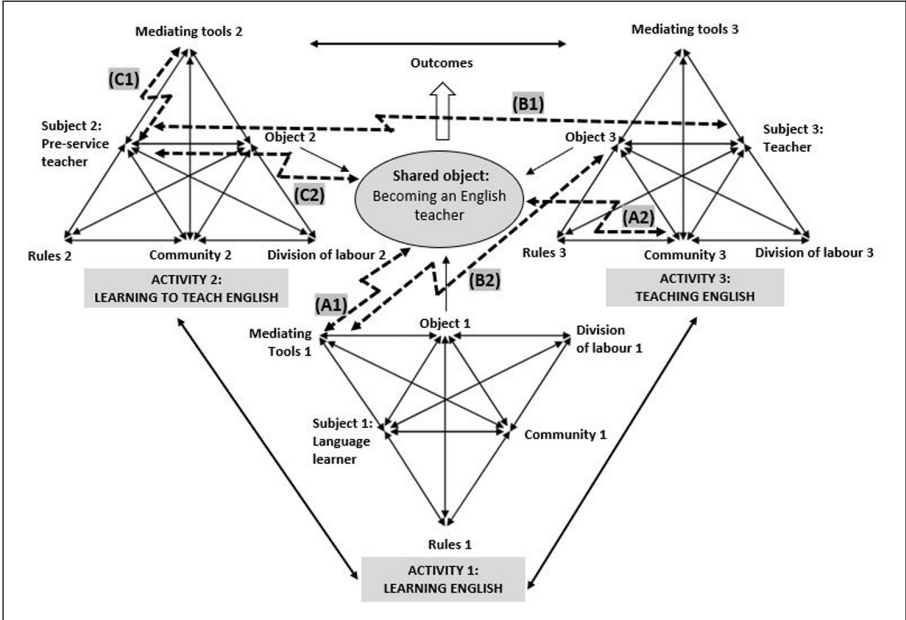 Mediating tools 2
Mediating tools 3
Outcomes
(C1)
(B1)
Subject 2:
Pre-service
teacher
Object 2
Object 3
Subject 3:
Teacher
Shared object:
Becoming an English
teacher
(C2)
(A2)
Rules 2
Community 2
Division of labour 2
Rules 3
Community 3
Division of labour 3
ACTIVITY 2:
LEARNING TO TEACH ENGLISH
ACTIVITY 3:
TEACHING ENGLISH
(A1)
(B2)
Mediating
Tools 1
Object 1
Division
of labour 1
Subject 1:
Language
learner
Community 1
Rules 1
ACTIVITY 1:
LEARNING ENGLISH